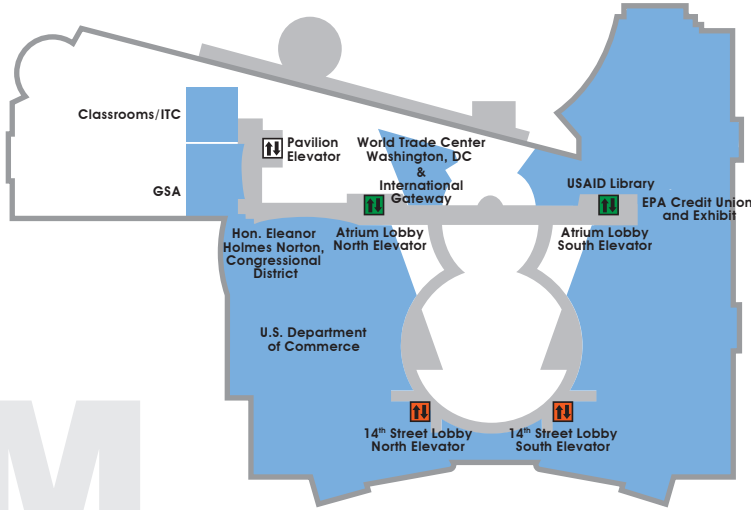 Classrooms/ITC
Pavilion
Elevator
World Trade Center
Washington, DC
&
International
Gateway
GSA
USAID Library
EPA Credit Union
and Exhibit
Hon. Eleanor
Holmes Norton,
Congressional
District
Atrium Lobby
North Elevator
Atrium Lobby
South Elevator
U.S. Department
of Commerce
14th Street Lobby
North Elevator
14th Street Lobby
South Elevator
M